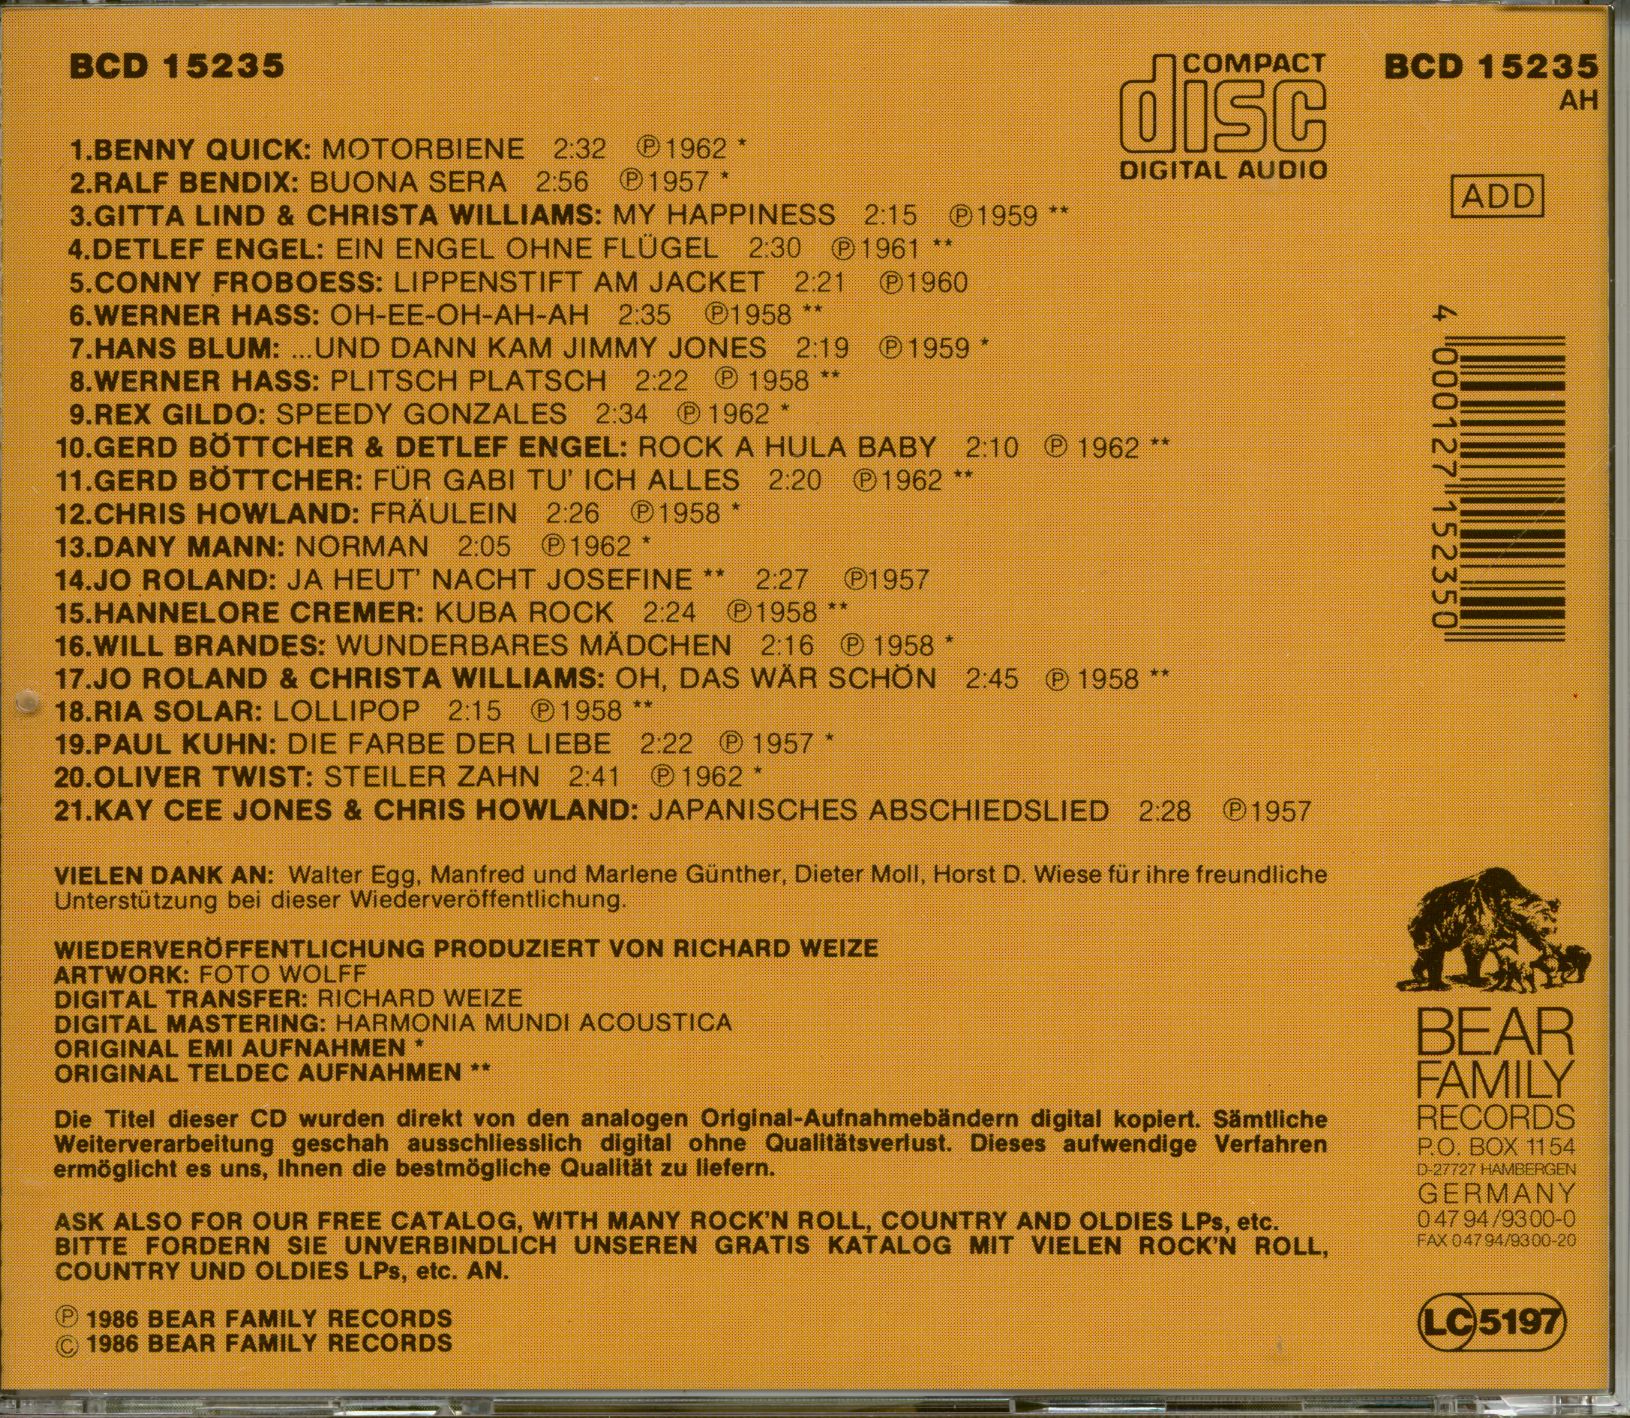 BCD 15235
COMPACT
disc
DIGITAL AUDIO
BCD 15235
AH
ADD
1.BENNY QUICK: MOTORBIENE 2:32 ℗1962 *
2.RALF BENDIX: BUONA SERA 2:56 ℗1957 *
3.GITTA LIND & CHRISTA WILLIAMS: MY HAPPINESS 2:15 ℗1959 **
4.DETLEF ENGEL: EIN ENGEL OHNE FLÜGEL 2:30 ℗1961 **
5.CONNY FROBOESS: LIPPENSTIFT AM JACKET 2:21 ℗1960
6.WERNER HASS: OH-EE-OH-AH-AH 2:35 ℗1958 **
7.HANS BLUM: ...UND DANN KAM JIMMY JONES 2:19 ℗1959 *
8.WERNER HASS: PLITSCH PLATSCH 2:22 ℗ 1958 **
9.REX GILDO: SPEEDY GONZALES 2:34 ℗1962 *
10.GERD BÖTTCHER & DETLEF ENGEL: ROCK A HULA BABY 2:10 ℗ 1962 **
11.GERD BÖTTCHER: FÜR GABI TU' ICH ALLES 2:20 ℗1962 **
12.CHRIS HOWLAND: FRÄULEIN 2:26 ℗1958 *
13.DANY MANN: NORMAN 2:05 ℗1962 *
14.JO ROLAND: JA HEUT' NACHT JOSEFINE ** 2:27 ℗1957
15.HANNELORE CREMER: KUBA ROCK 2:24 ℗1958 **
16.WILL BRANDES: WUNDERBARES MÄDCHEN 2:16 ℗ 1958 *
17.JO ROLAND & CHRISTA WILLIAMS: OH, DAS WÄR SCHÖN 2:45 ℗ 1958 **
18.RIA SOLAR: LOLLIPOP 2:15 ℗1958 **
19.PAUL KUHN: DIE FARBE DER LIEBE 2:22 ℗ 1957 *
20.OLIVER TWIST: STEILER ZAHN 2:41 ℗1962 *
21.KAY CEE JONES & CHRIS HOWLAND: JAPANISCHES ABSCHIEDSLIED 2:28 ℗1957
4 000127 152350
VIELEN DANK AN: Walter Egg, Manfred und Marlene Günther, Dieter Moll, Horst D. Wiese für ihre freundliche
Unterstützung bei dieser Wiederveröffentlichung.
WIEDERVERÖFFENTLICHUNG PRODUZIERT VON RICHARD WEIZE
ARTWORK: FOTO WOLFF
DIGITAL TRANSFER: RICHARD WEIZE
DIGITAL MASTERING: HARMONIA MUNDI ACOUSTICA
ORIGINAL EMI AUFNAHMEN *
ORIGINAL TELDEC AUFNAHMEN **
Die Titel dieser CD wurden direkt von den analogen Original-Aufnahmebändern digital kopiert. Sämtliche
Weiterverarbeitung geschah ausschliesslich digital ohne Qualitätsverlust. Dieses aufwendige Verfahren
ermöglicht es uns, Ihnen die bestmögliche Qualität zu liefern.
ASK ALSO FOR OUR FREE CATALOG, WITH MANY ROCK'N ROLL, COUNTRY AND OLDIES LPs, etc.
BITTE FORDERN SIE UNVERBINDLICH UNSEREN GRATIS KATALOG MIT VIELEN ROCK'N ROLL,
COUNTRY UND OLDIES LPs, etc. AN.
℗ 1986 BEAR FAMILY RECORDS
© 1986 BEAR FAMILY RECORDS
BEAR
FAMILY
RECORDS
P.O. BOX 1154
D-27727 HAMBERGEN
GERMANY
0 47 94 /93 00-0
FAX 0 47 94/93 00-20
LC 5197